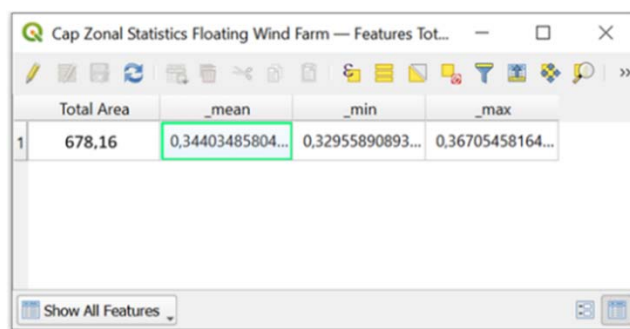 Cap Zonal Statistics Floating Wind Farm — Features Tot...
»
Total Area _mean _min _max
1 678,16 0,34403485804... 0,32955890893... 0,36705458164...
Show All Features